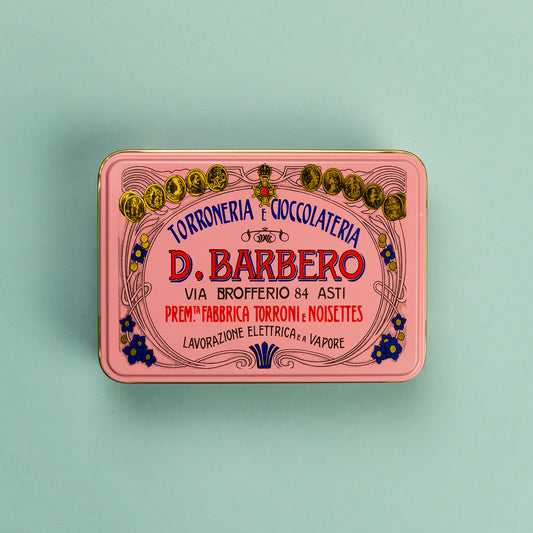 TORRONERIA E CIOCCOLATERIA
D. BARBERO
VIA BROFFERIO 84 ASTI
PREM.TA FABBRICA TORRONI E NOISETTES
LAVORAZIONE ELETTRICA E A VAPORE